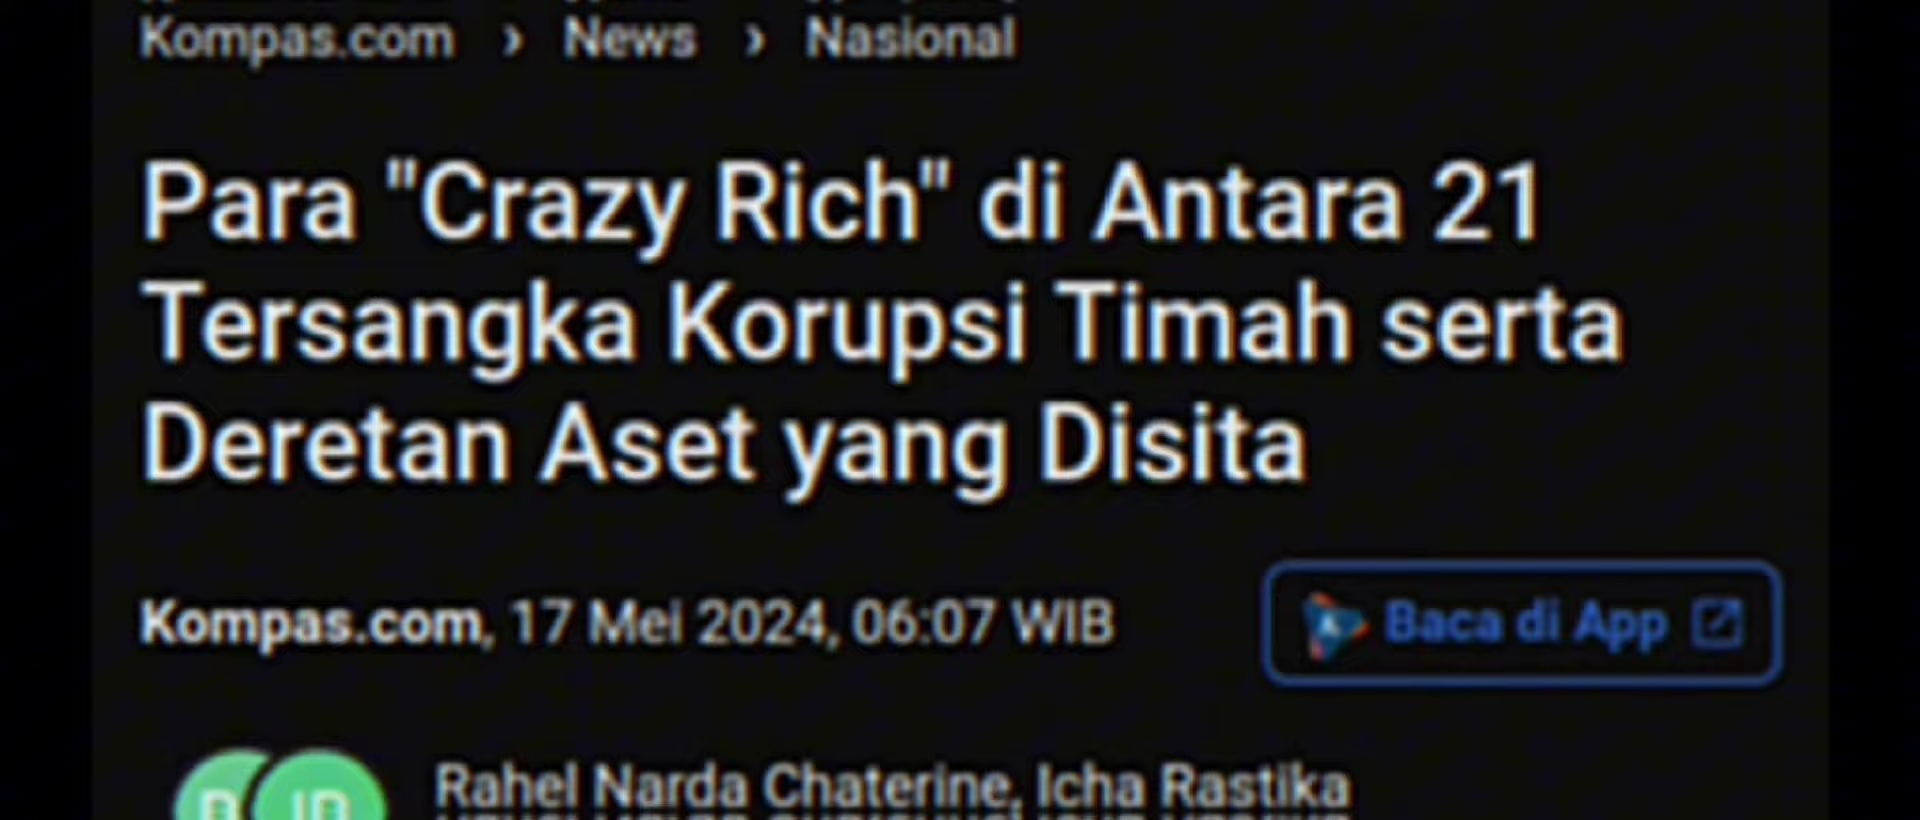 Kompas.com › News › Nasional
Para "Crazy Rich" di Antara 21
Tersangka Korupsi Timah serta
Deretan Aset yang Disita
Kompas.com, 17 Mei 2024, 06:07 WIB
Baca di App
Rahel Narda Chaterine, Icha Rastika